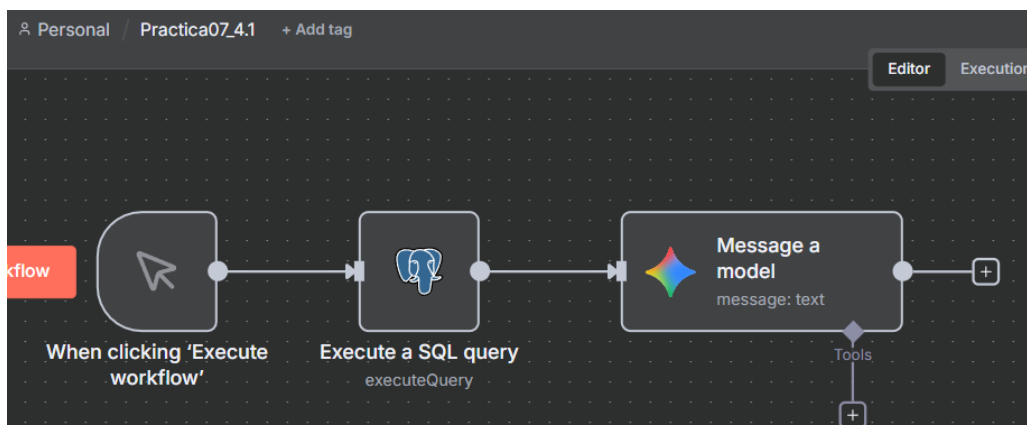 Personal / Practica07_4.1 + Add tag
Editor Execution
kflow
Message a
model
message: text
When clicking ‘Execute
workflow’
Execute a SQL query
executeQuery
Tools